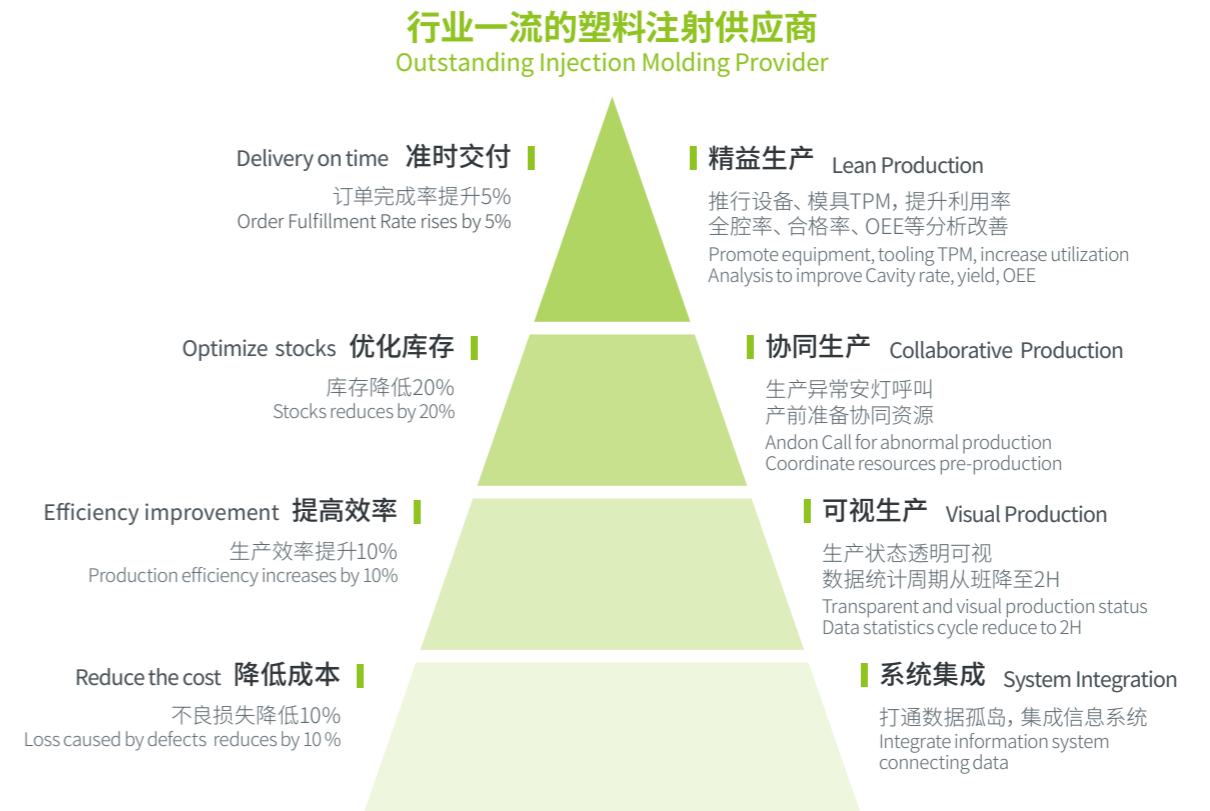 行业一流的塑料注射供应商
Outstanding Injection Molding Provider
Delivery on time 准时交付
订单完成率提升5%
Order Fulfillment Rate rises by 5%
精益生产 Lean Production
推行设备、模具TPM，提升利用率
全腔率、合格率、OEE等分析改善
Promote equipment, tooling TPM, increase utilization
Analysis to improve Cavity rate, yield, OEE
Optimize stocks 优化库存
库存降低20%
Stocks reduces by 20%
协同生产 Collaborative Production
生产异常安灯呼叫
产前准备协同资源
Andon Call for abnormal production
Coordinate resources pre-production
Efficiency improvement 提高效率
生产效率提升10%
Production efficiency increases by 10%
可视生产 Visual Production
生产状态透明可视
数据统计周期从班降至2H
Transparent and visual production status
Data statistics cycle reduce to 2H
Reduce the cost 降低成本
不良损失降低10%
Loss caused by defects reduces by 10 %
系统集成 System Integration
打通数据孤岛，集成信息系统
Integrate information system
connecting data